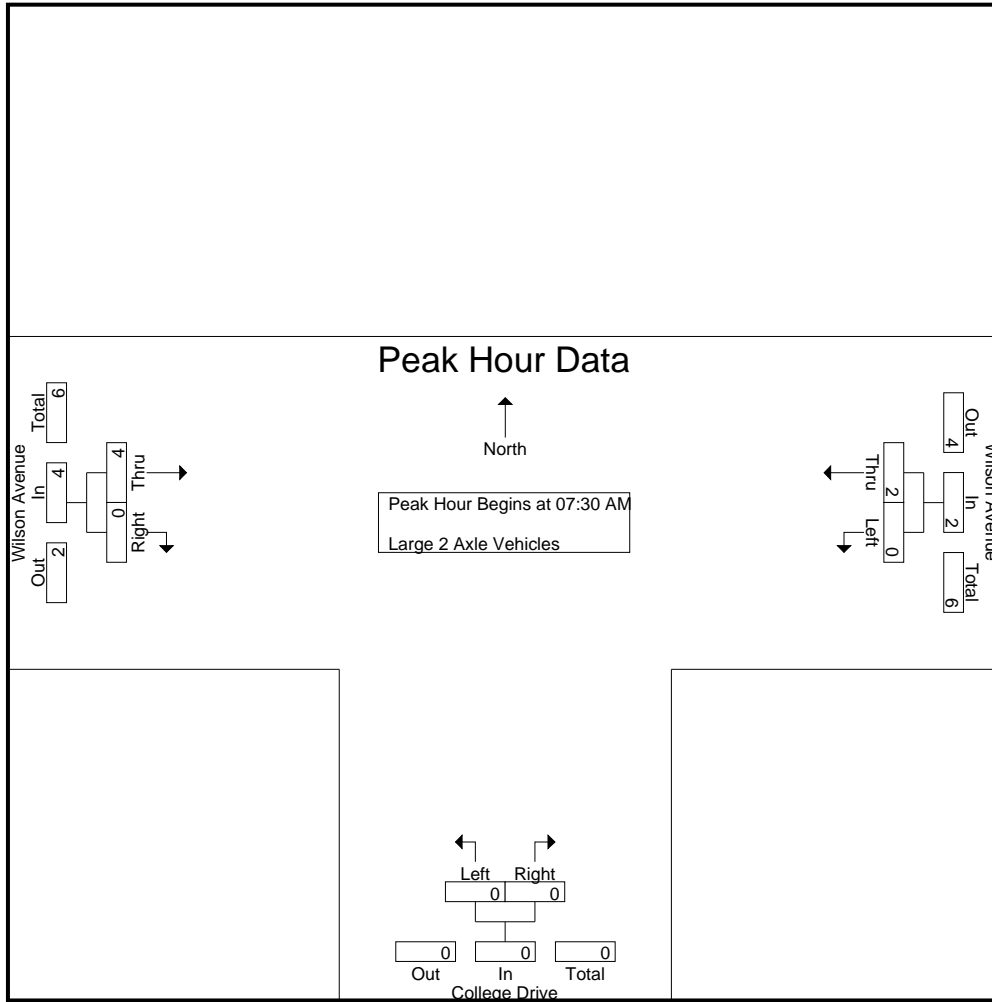 Peak Hour Data
North
Peak Hour Begins at 07:30 AM
Large 2 Axle Vehicles
Wilson Avenue
Total
6
In
4
Out
2
Thru
4
Right
0
Wilson Avenue
Out
4
In
2
Total
6
Thru
2
Left
0
Left Right
0 0
0 0 0
Out In Total
College Drive